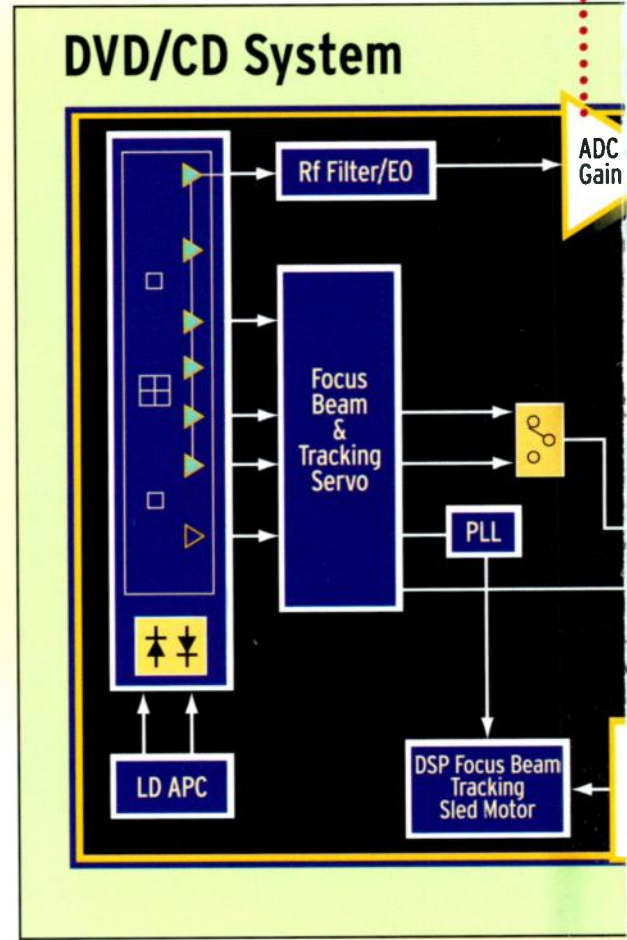 DVD/CD System
Rf Filter/EO
ADC
Gain
Focus
Beam
&
Tracking
Servo
PLL
LD APC
DSP Focus Beam
Tracking
Sled Motor